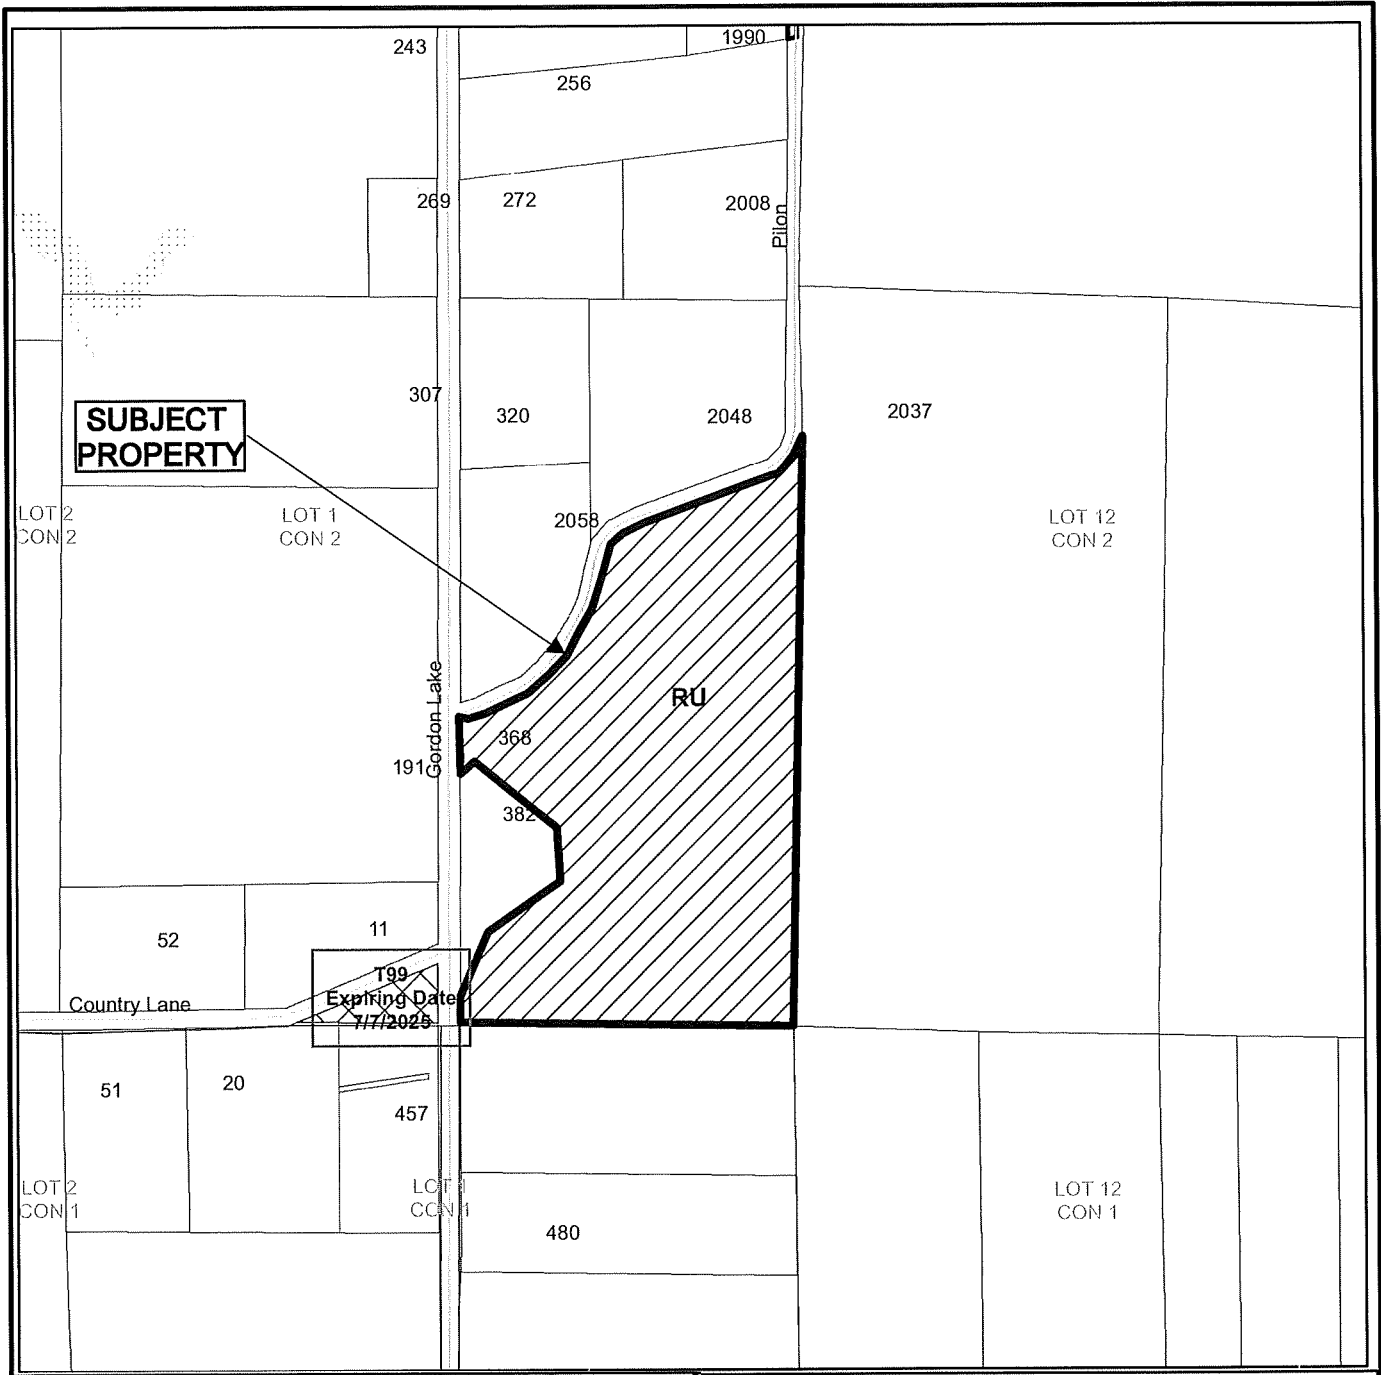 243
1990
256
269
272
2008
Pilon
307
320
2048
2037
SUBJECT
PROPERTY
LOT 2
CON 2
LOT 1
CON 2
2058
LOT 12
CON 2
Gordon Lake
RU
368
191
382
52
11
T99
Expiring Date
7/7/2025
Country Lane
51
20
457
LOT 2
CON 1
LOT 1
CON 1
LOT 12
CON 1
480